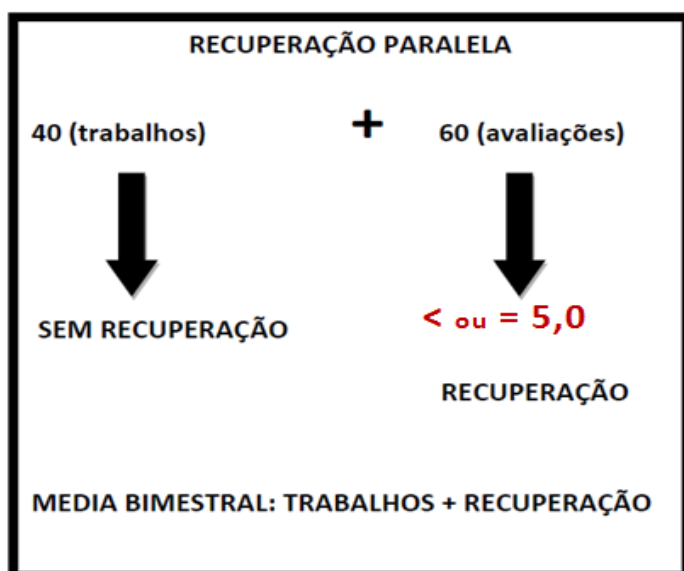 RECUPERAÇÃO PARALELA
40 (trabalhos) + 60 (avaliações)
SEM RECUPERAÇÃO
< ou = 5,0
RECUPERAÇÃO
MEDIA BIMESTRAL: TRABALHOS + RECUPERAÇÃO